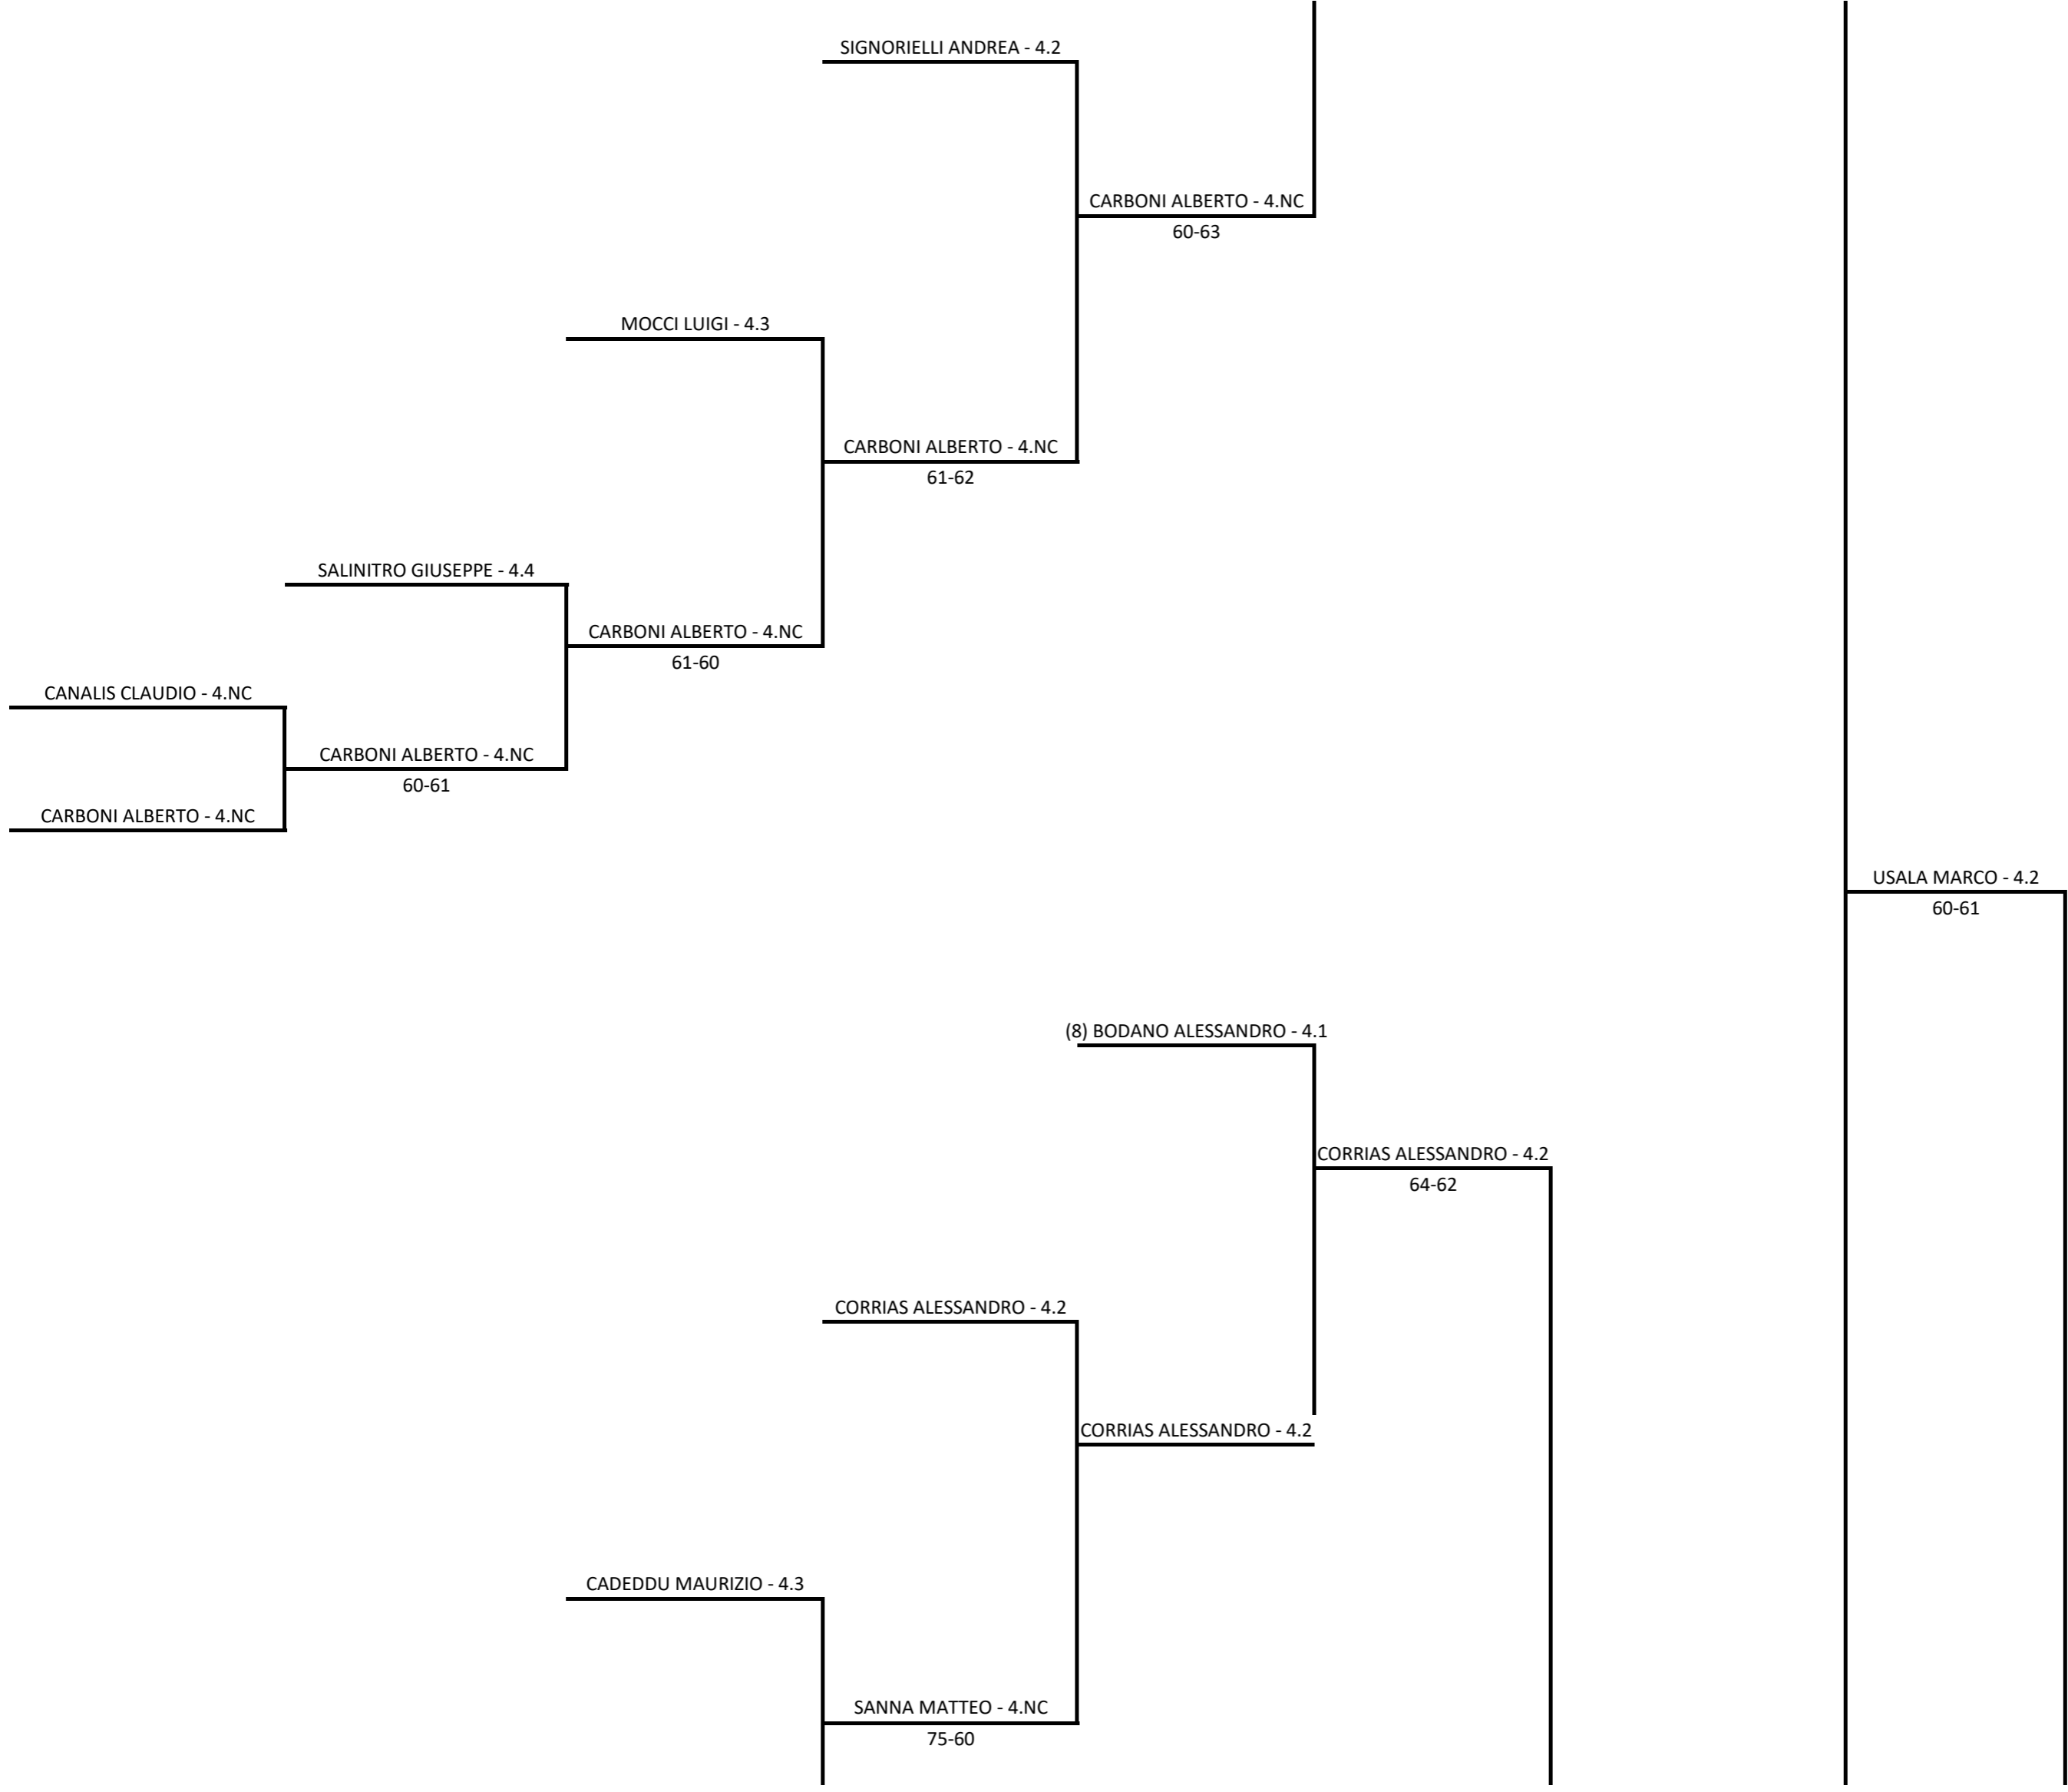 SIGNORIELLI ANDREA - 4.2
CARBONI ALBERTO - 4.NC
60-63
MOCCI LUIGI - 4.3
CARBONI ALBERTO - 4.NC
61-62
SALINITRO GIUSEPPE - 4.4
CARBONI ALBERTO - 4.NC
61-60
CANALIS CLAUDIO - 4.NC
CARBONI ALBERTO - 4.NC
60-61
CARBONI ALBERTO - 4.NC
USALA MARCO - 4.2
60-61
(8) BODANO ALESSANDRO - 4.1
CORRIAS ALESSANDRO - 4.2
64-62
CORRIAS ALESSANDRO - 4.2
CORRIAS ALESSANDRO - 4.2
CADEDDU MAURIZIO - 4.3
SANNA MATTEO - 4.NC
75-60